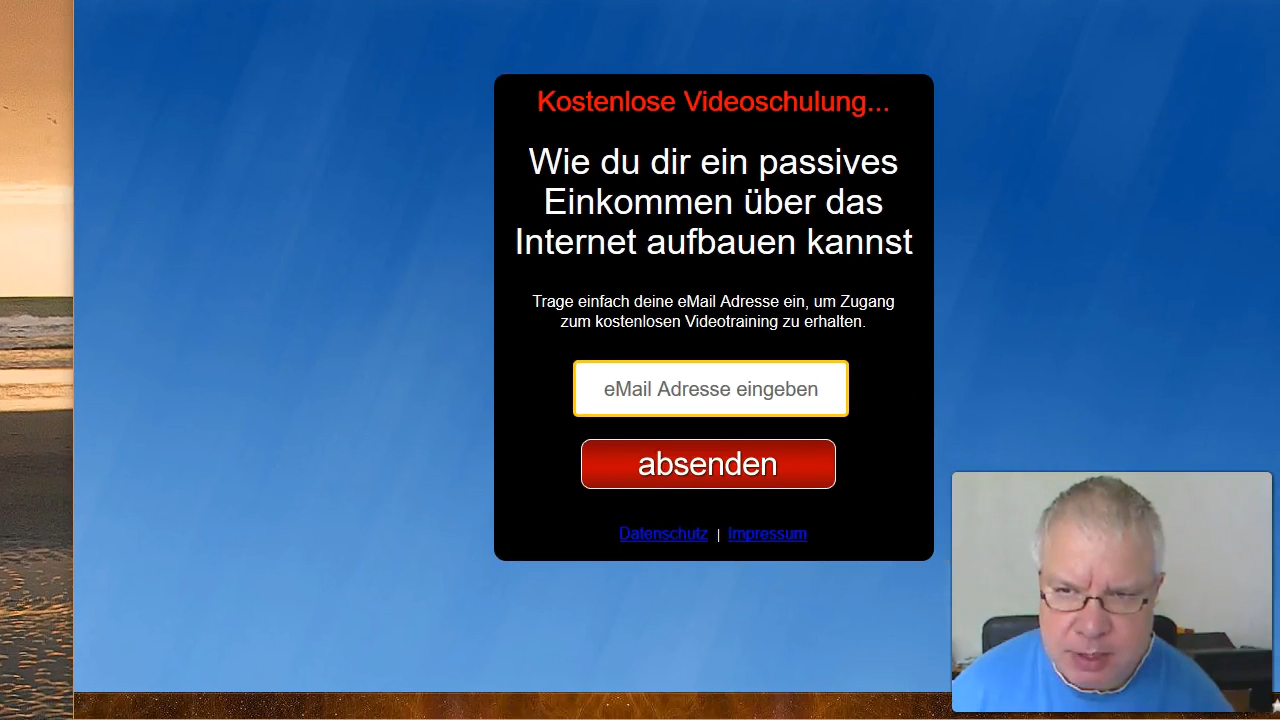 Kostenlose Videoschulung...
Wie du dir ein passives
Einkommen über das
Internet aufbauen kannst
Trage einfach deine eMail Adresse ein, um Zugang
zum kostenlosen Videotraining zu erhalten.
eMail Adresse eingeben
absenden
Datenschutz | Impressum